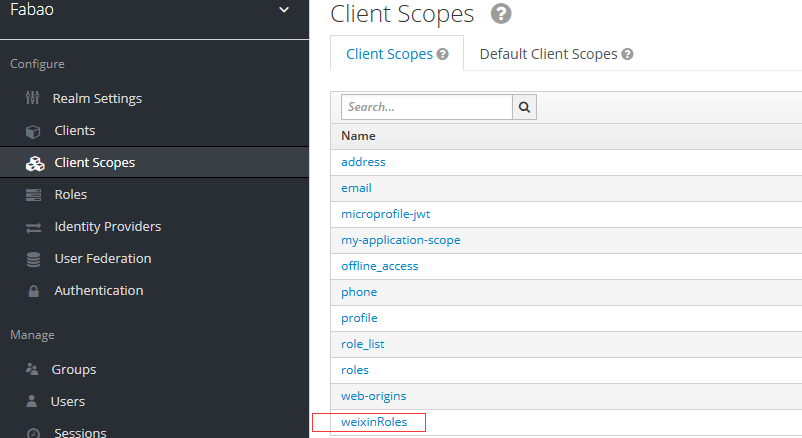 Fabao
Configure
Realm Settings
Clients
Client Scopes
Roles
Identity Providers
User Federation
Authentication
Manage
Groups
Users
Sessions
Client Scopes ?
Client Scopes ? Default Client Scopes ?
Search...
Name
address
email
microprofile-jwt
my-application-scope
offline_access
phone
profile
role_list
roles
web-origins
weixinRoles